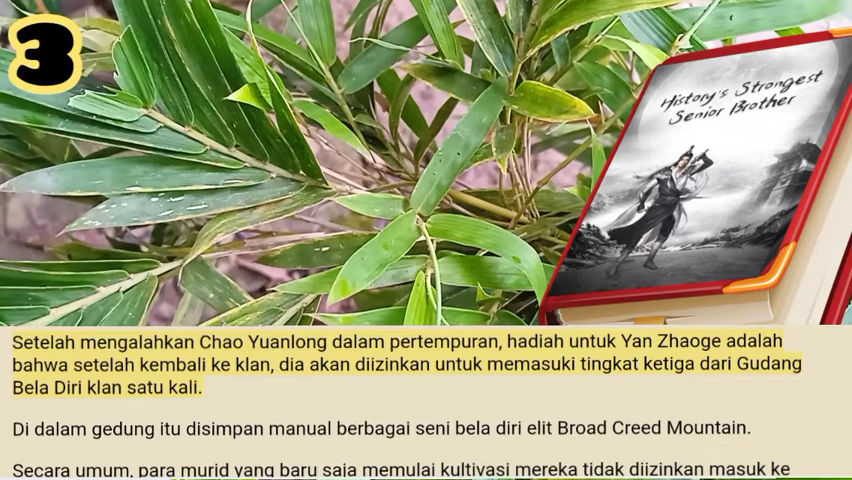 3
History's Strongest
Senior Brother
Setelah mengalahkan Chao Yuanlong dalam pertempuran, hadiah untuk Yan Zhaoge adalah
bahwa setelah kembali ke klan, dia akan diizinkan untuk memasuki tingkat ketiga dari Gudang
Bela Diri klan satu kali.
Di dalam gedung itu disimpan manual berbagai seni bela diri elit Broad Creed Mountain.
Secara umum, para murid yang baru saja memulai kultivasi mereka tidak diizinkan masuk ke